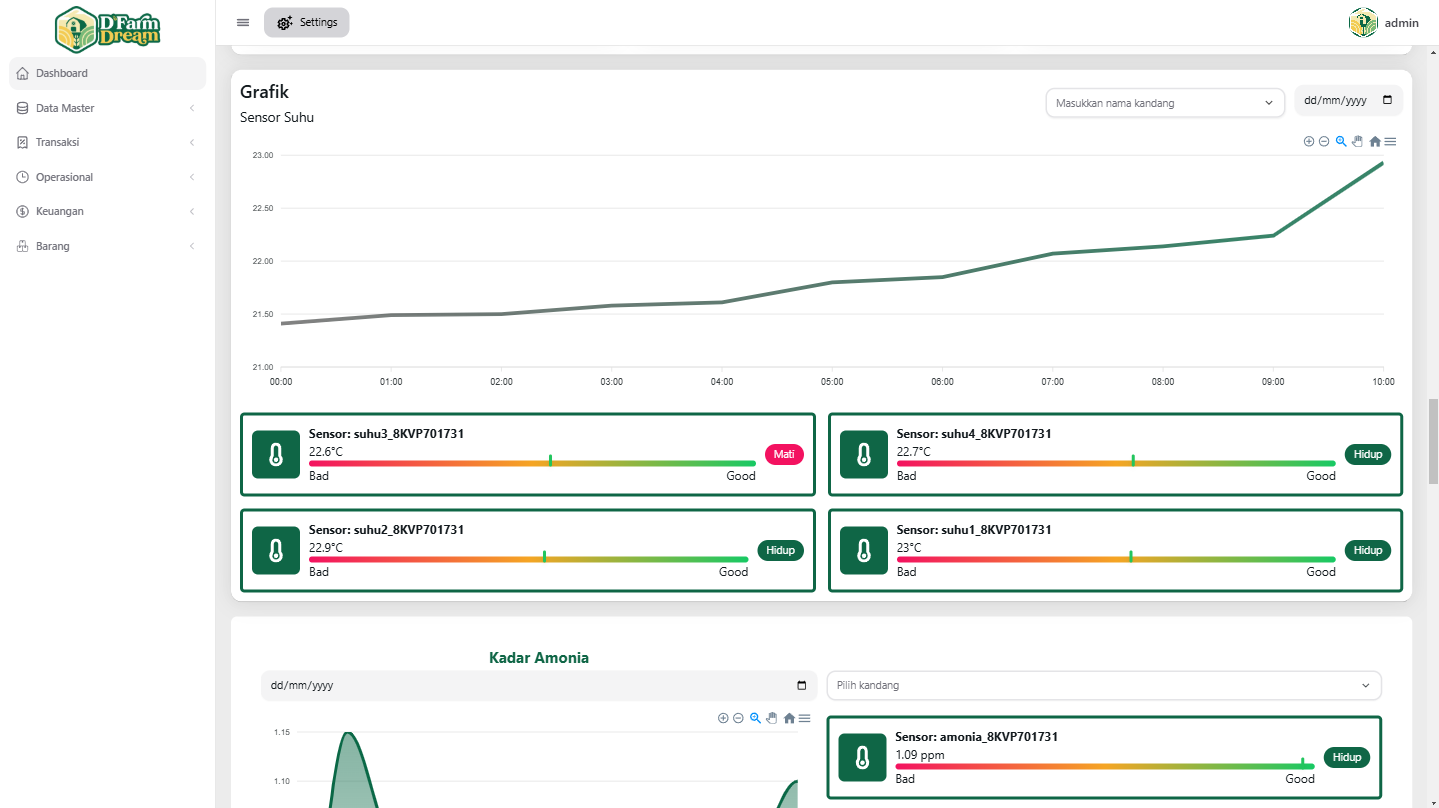 D'Farm
Dream
Settings
admin
Dashboard
Data Master
Transaksi
Operasional
Keuangan
Barang
Grafik
Sensor Suhu
Masukkan nama kandang
dd/mm/yyyy
23.00
22.50
22.00
21.50
21.00
00:00 01:00 02:00 03:00 04:00 05:00 06:00 07:00 08:00 09:00 10:00
Sensor: suhu3_8KVP701731
22.6°C
Mati
Bad Good
Sensor: suhu4_8KVP701731
22.7°C
Hidup
Bad Good
Sensor: suhu2_8KVP701731
22.9°C
Hidup
Bad Good
Sensor: suhu1_8KVP701731
23°C
Hidup
Bad Good
Kadar Amonia
dd/mm/yyyy
Pilih kandang
1.15
1.10
Sensor: amonia_8KVP701731
1.09 ppm
Hidup
Bad Good